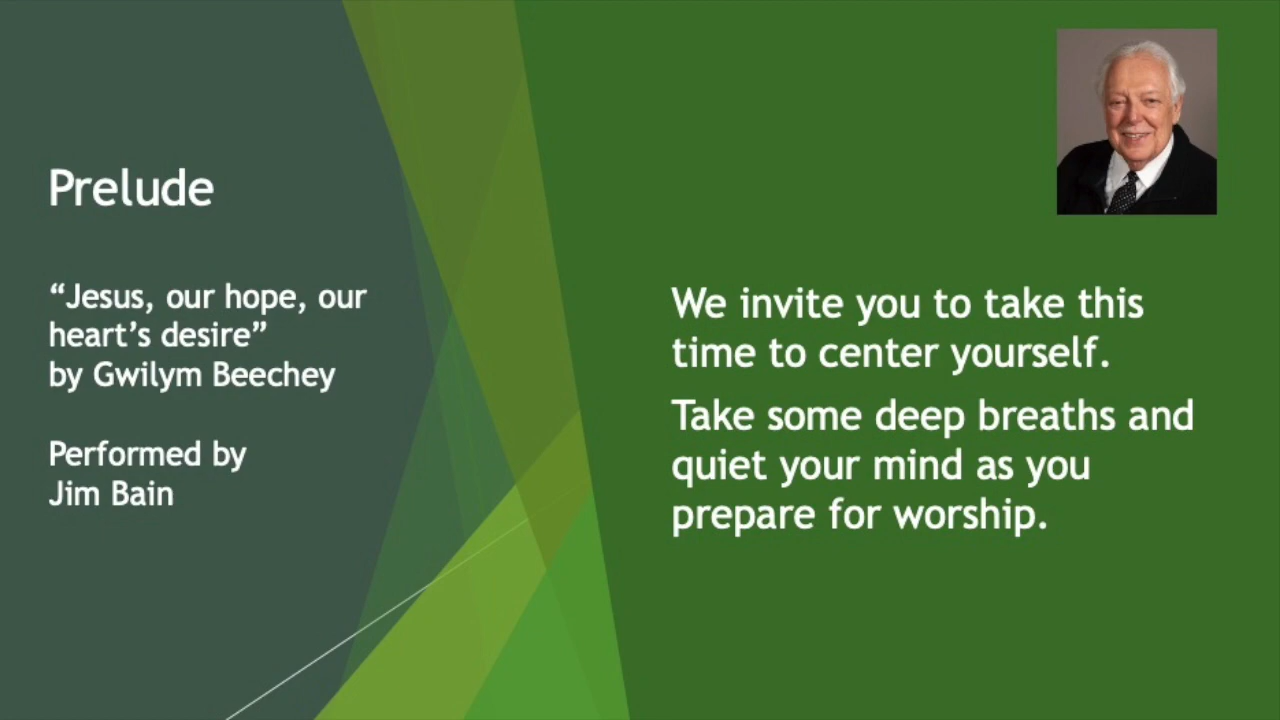 Prelude
“Jesus, our hope, our
heart’s desire”
by Gwilym Beechey
Performed by
Jim Bain
We invite you to take this
time to center yourself.
Take some deep breaths and
quiet your mind as you
prepare for worship.